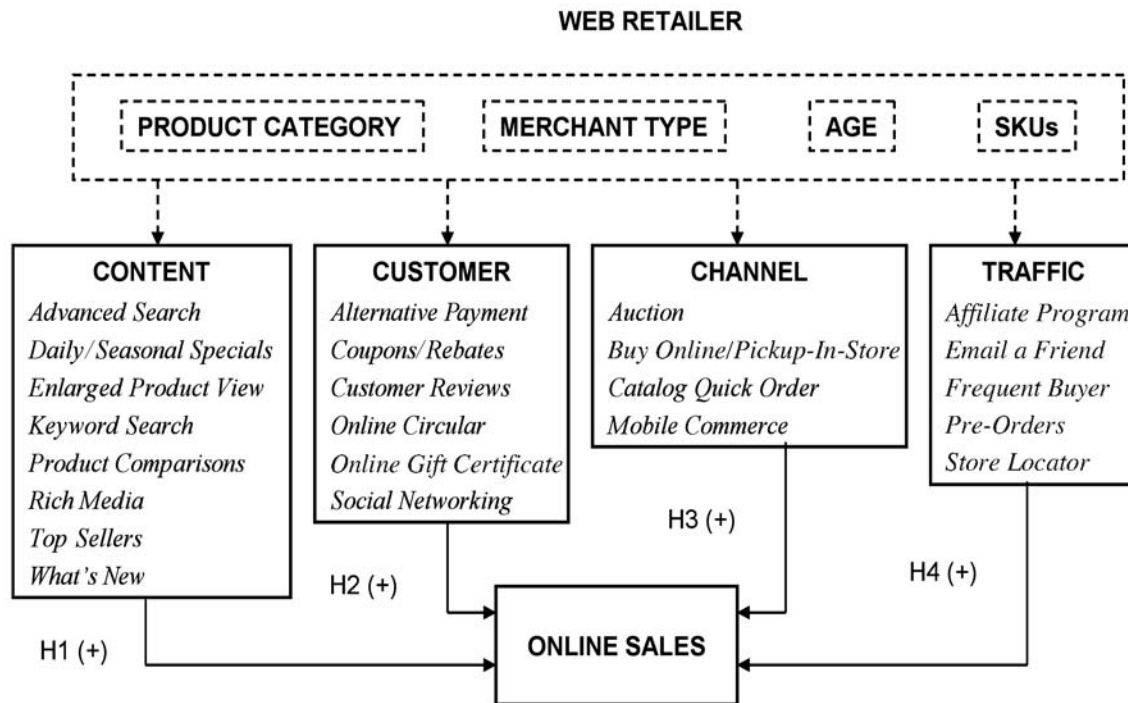 WEB RETAILER
PRODUCT CATEGORY
MERCHANT TYPE
AGE
SKUs
CONTENT
Advanced Search
Daily/Seasonal Specials
Enlarged Product View
Keyword Search
Product Comparisons
Rich Media
Top Sellers
What's New
CUSTOMER
Alternative Payment
Coupons/Rebates
Customer Reviews
Online Circular
Online Gift Certificate
Social Networking
CHANNEL
Auction
Buy Online/Pickup-In-Store
Catalog Quick Order
Mobile Commerce
TRAFFIC
Affiliate Program
Email a Friend
Frequent Buyer
Pre-Orders
Store Locator
H1 (+)
H2 (+)
H3 (+)
H4 (+)
ONLINE SALES